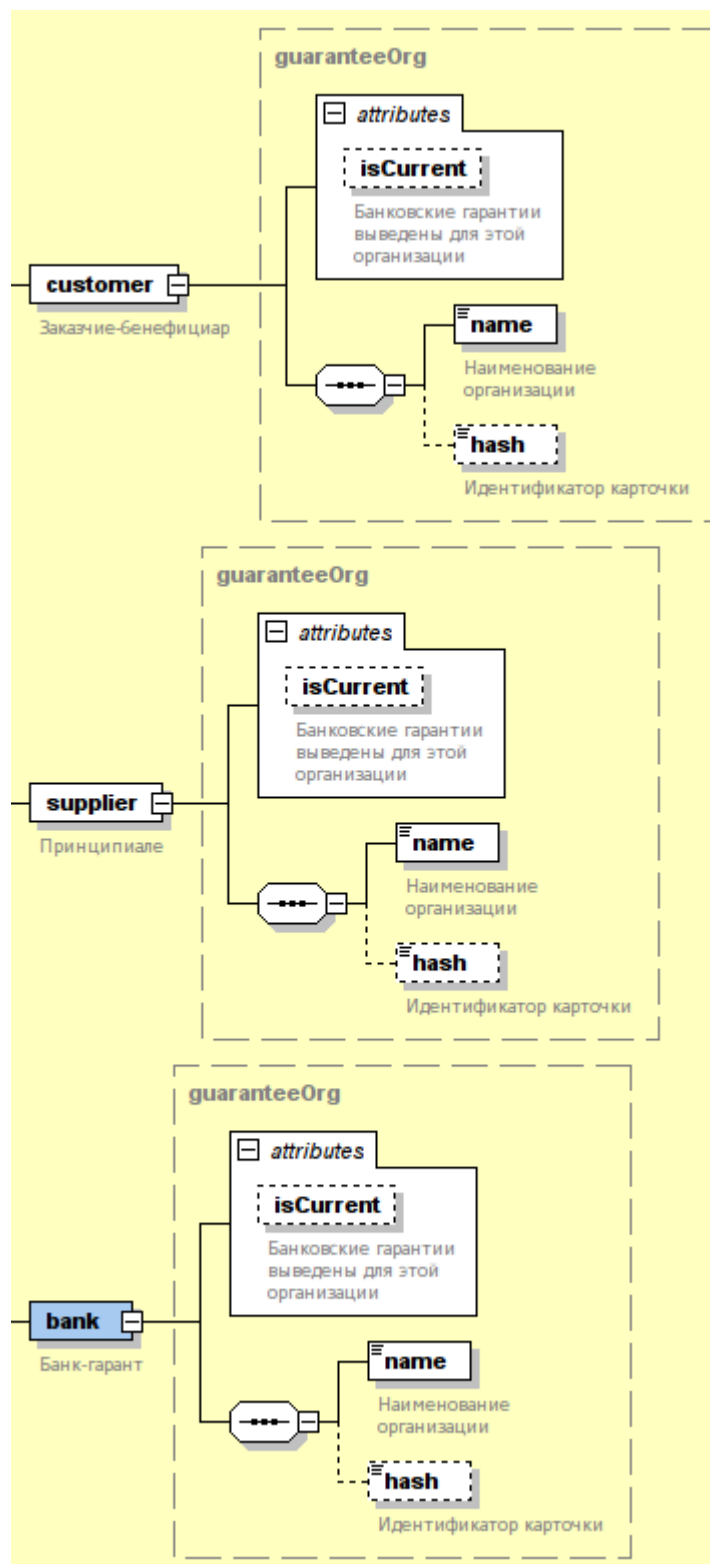 guaranteeOrg
attributes
isCurrent
Банковские гарантии
выведены для этой
организации
customer
Заказчие-бенефициар
name
Наименование
организации
hash
Идентификатор карточки
guaranteeOrg
attributes
isCurrent
Банковские гарантии
выведены для этой
организации
supplier
Принципиале
name
Наименование
организации
hash
Идентификатор карточки
guaranteeOrg
attributes
isCurrent
Банковские гарантии
выведены для этой
организации
bank
Банк-гарант
name
Наименование
организации
hash
Идентификатор карточки